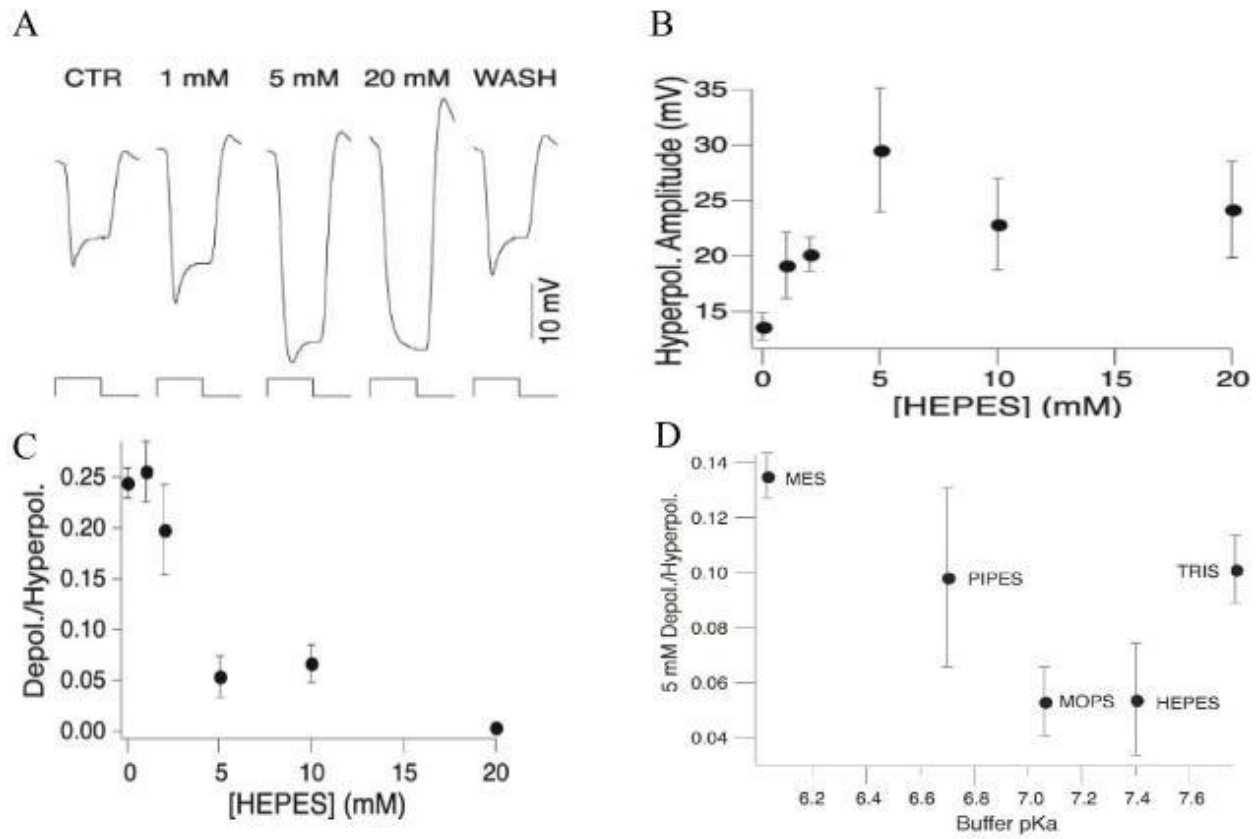 A
CTR 1 mM 5 mM 20 mM WASH
10 mV
B
Hyperpol. Amplitude (mV)
35
30
25
20
15
0 5 10 15 20
[HEPES] (mM)
C
Depol./Hyperpol.
0.25
0.20
0.15
0.10
0.05
0.00
0 5 10 15 20
[HEPES] (mM)
D
5 mM Depol./Hyperpol.
0.14
0.12
0.10
0.08
0.06
0.04
MES
PIPES
TRIS
MOPS
HEPES
6.2 6.4 6.6 6.8 7.0 7.2 7.4 7.6
Buffer pKa